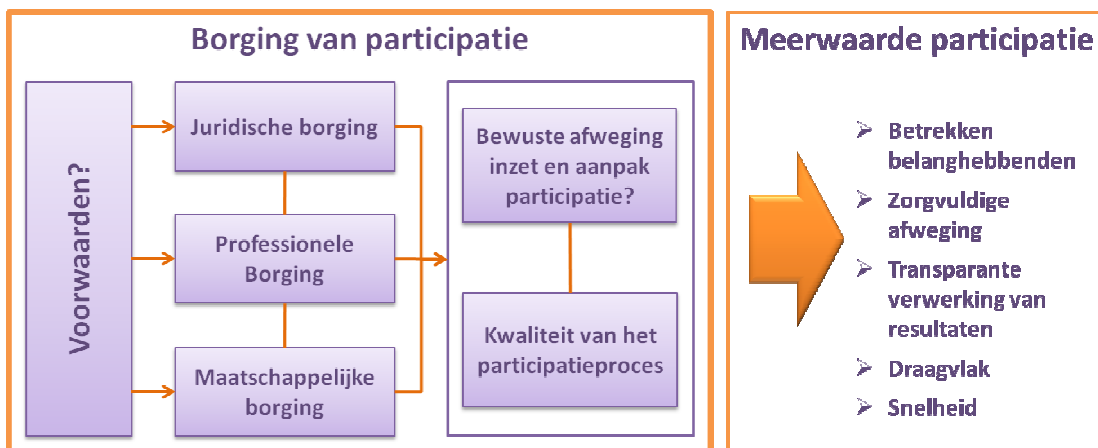 Borging van participatie
Voorwaarden?
Juridische borging
Professionele
Borging
Maatschappelijke
borging
Bewuste afweging
inzet en aanpak
participatie?
Kwaliteit van het
participatieproces
Meerwaarde participatie
➢ Betrekken
belanghebbenden
➢ Zorgvuldige
afweging
➢ Transparante
verwerking van
resultaten
➢ Draagvlak
➢ Snelheid